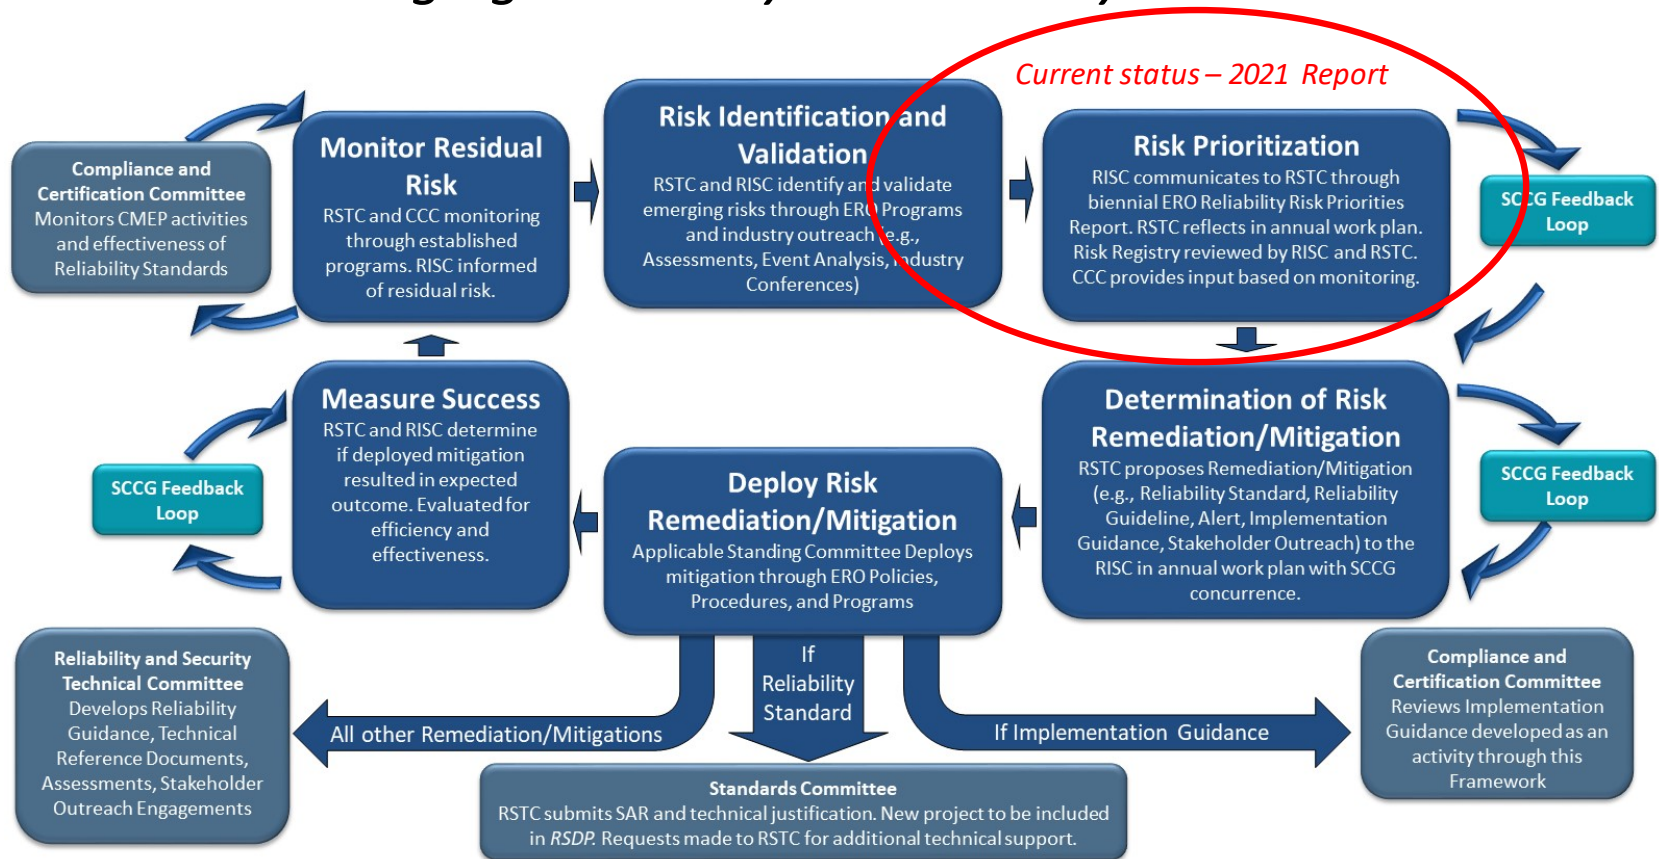 Current status – 2021 Report
Compliance and
Certification Committee
Monitors CMEP activities
and effectiveness of
Reliability Standards
Monitor Residual
Risk
RSTC and CCC monitoring
through established
programs. RISC informed
of residual risk.
Risk Identification and
Validation
RSTC and RISC identify and validate
emerging risks through ERO Programs
and industry outreach (e.g.,
Assessments, Event Analysis, Industry
Conferences)
Risk Prioritization
RISC communicates to RSTC through
biennial ERO Reliability Risk Priorities
Report. RSTC reflects in annual work plan.
Risk Registry reviewed by RISC and RSTC.
CCC provides input based on monitoring.
SCCG Feedback
Loop
SCCG Feedback
Loop
Measure Success
RSTC and RISC determine
if deployed mitigation
resulted in expected
outcome. Evaluated for
efficiency and
effectiveness.
Deploy Risk
Remediation/Mitigation
Applicable Standing Committee Deploys
mitigation through ERO Policies,
Procedures, and Programs
Determination of Risk
Remediation/Mitigation
RSTC proposes Remediation/Mitigation
(e.g., Reliability Standard, Reliability
Guideline, Alert, Implementation
Guidance, Stakeholder Outreach) to the
RISC in annual work plan with SCCG
concurrence.
SCCG Feedback
Loop
Reliability and Security
Technical Committee
Develops Reliability
Guidance, Technical
Reference Documents,
Assessments, Stakeholder
Outreach Engagements
All other Remediation/Mitigations
If
Reliability
Standard
If Implementation Guidance
Compliance and
Certification Committee
Reviews Implementation
Guidance developed as an
activity through this
Framework
Standards Committee
RSTC submits SAR and technical justification. New project to be included
in RSDP. Requests made to RSTC for additional technical support.